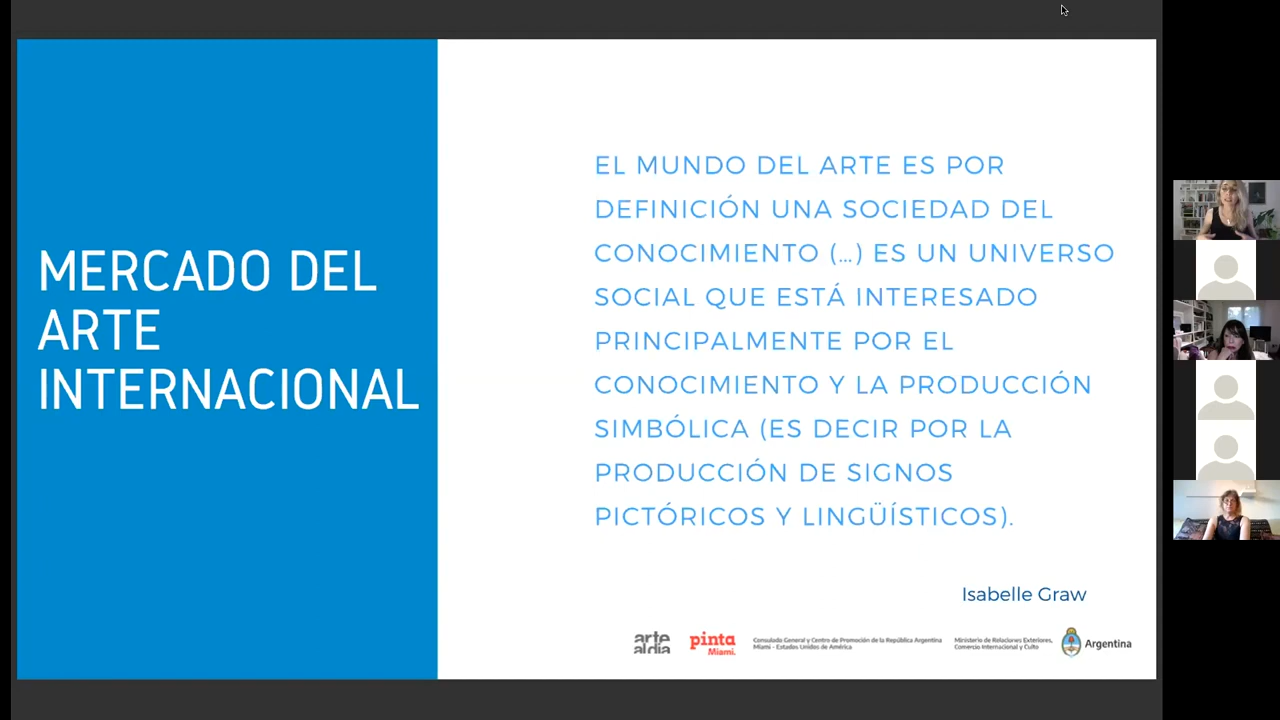 MERCADO DEL
ARTE
INTERNACIONAL
EL MUNDO DEL ARTE ES POR
DEFINICIÓN UNA SOCIEDAD DEL
CONOCIMIENTO (...) ES UN UNIVERSO
SOCIAL QUE ESTÁ INTERESADO
PRINCIPALMENTE POR EL
CONOCIMIENTO Y LA PRODUCCIÓN
SIMBÓLICA (ES DECIR POR LA
PRODUCCIÓN DE SIGNOS
PICTÓRICOS Y LINGÜÍSTICOS).
Isabelle Graw
arte
al día
pinta
Miami.
Consulado General y Centro de Promoción de la República Argentina
Miami - Estados Unidos de América
Ministerio de Relaciones Exteriores,
Comercio Internacional y Culto
Argentina